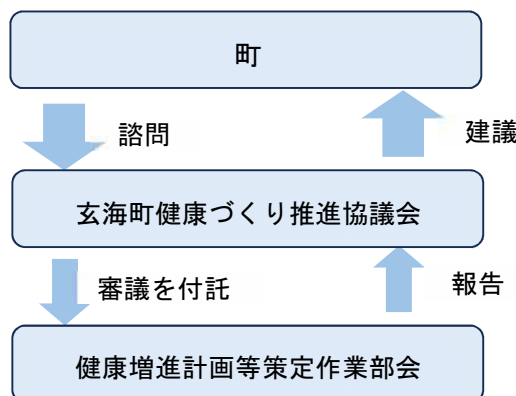 町
諮問
建議
玄海町健康づくり推進協議会
審議を付託
報告
健康増進計画等策定作業部会